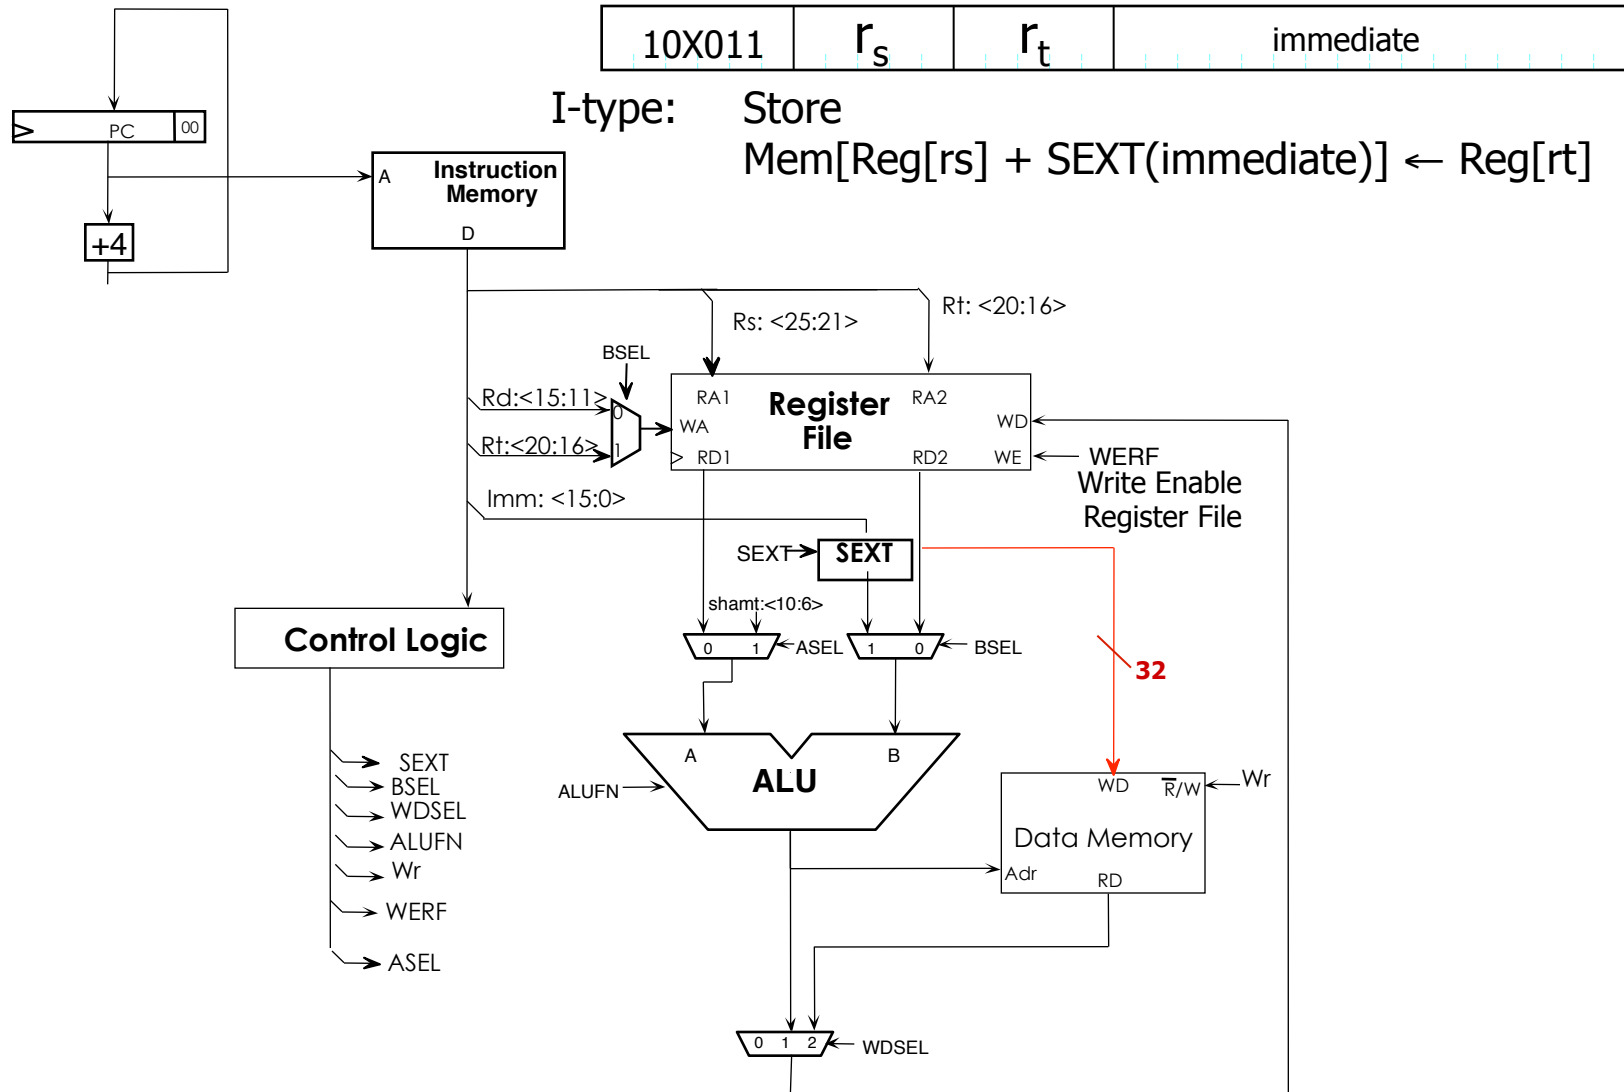 10X011 rs rt immediate
I-type: Store
Mem[Reg[rs] + SEXT(immediate)] ← Reg[rt]
PC 00
+4
A Instruction
Memory
D
Rs: <25:21>
Rt: <20:16>
BSEL
Rd:<15:11>
0
Rt:<20:16>
1
RA1 Register RA2
File
WA
WD
RD1 RD2 WE
WERF
Write Enable
Register File
Imm: <15:0>
SEXT SEXT
shamt:<10:6>
0 1 ASEL
1 0 BSEL
32
Control Logic
SEXT
BSEL
WDSEL
ALUFN
Wr
WERF
ASEL
A B
ALU
ALUFN
WD R̅/W Wr
Data Memory
Adr
RD
0 1 2 WDSEL